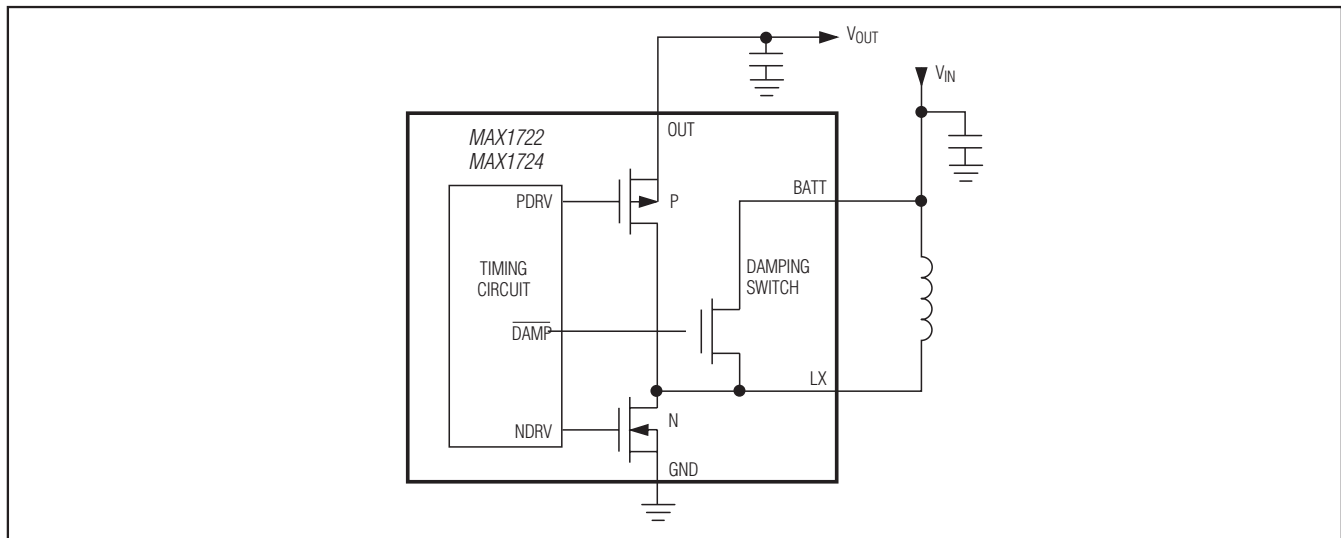 VOUT
VIN
MAX1722
MAX1724
OUT
PDRV
P
BATT
TIMING
CIRCUIT
DAMPING
SWITCH
DAMP
LX
NDRV
N
GND